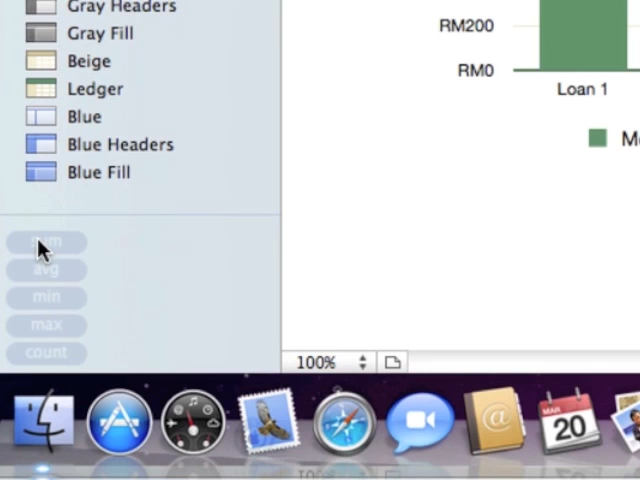 Gray Headers
Gray Fill
Beige
Ledger
Blue
Blue Headers
Blue Fill
avg
min
max
count
RM200
RM0
Loan 1
100%
MAR
20